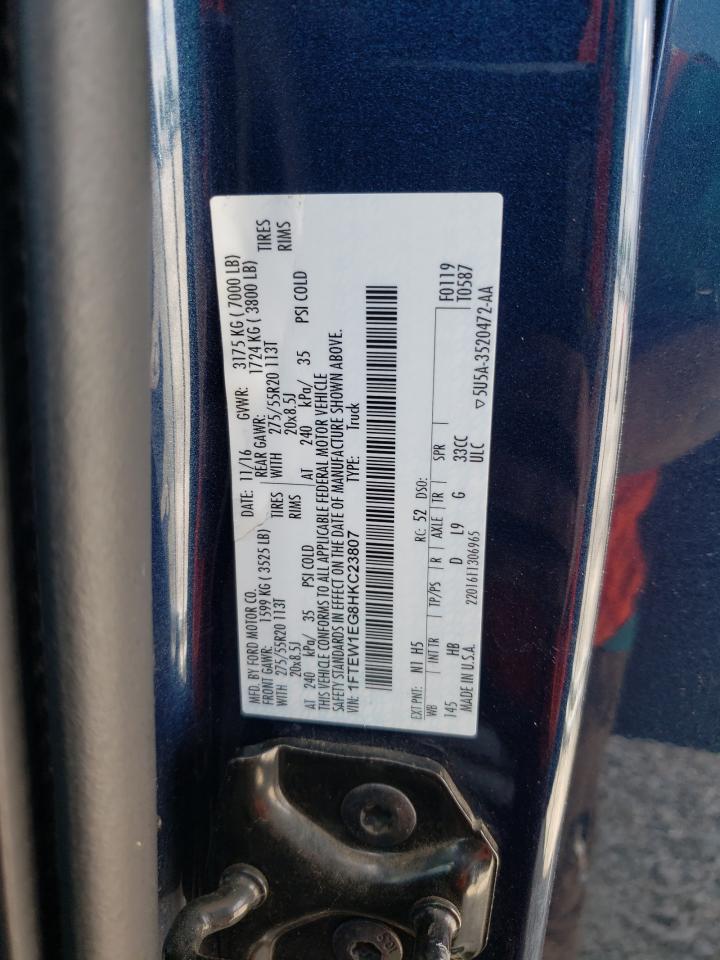 MFD. BY FORD MOTOR CO. DATE: 11/16 GVWR: 3175 KG ( 7000 LB)
FRONT GAWR: 1599 KG ( 3525 LB) REAR GAWR: 1724 KG ( 3800 LB)
WITH 275/55R20 113T TIRES WITH 275/55R20 113T TIRES
20x8.5J RIMS 20x8.5J RIMS
AT 240 kPa/ 35 PSI COLD AT 240 kPa/ 35 PSI COLD
THIS VEHICLE CONFORMS TO ALL APPLICABLE FEDERAL MOTOR VEHICLE
SAFETY STANDARDS IN EFFECT ON THE DATE OF MANUFACTURE SHOWN ABOVE.
VIN: 1FTEW1EG8HKC23807 TYPE: Truck
EXT PNT: N1 H5 RC: 52 DSO: F0119
WB INT TR TP/PS R AXLE TR SPR T0587
145 HB D L9 G 33CC
MADE IN U.S.A. 2201611306965 ULC ▽5U5A-3520472-AA